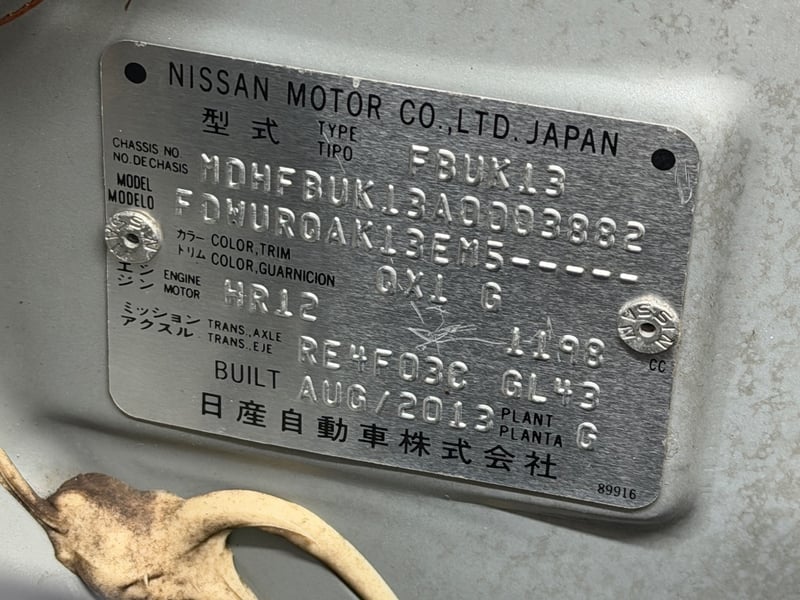 NISSAN MOTOR CO.,LTD. JAPAN
型式 TYPE TIPO FBUK13
CHASSIS NO NO. DE CHASIS MDHFBUK13A0003882
MODEL MODELO FDWURQAK13EM5-----
カラー トリム COLOR,TRIM COLOR,GUARNICION QX1 G
エンジン ENGINE MOTOR HR12 1198 CC
ミッション アクスル TRANS.,AXLE TRANS.,EJE RE4F03C GL43
BUILT AUG/2013 PLANT PLANTA G
日産自動車株式会社
89916
NISSAN
NISSAN